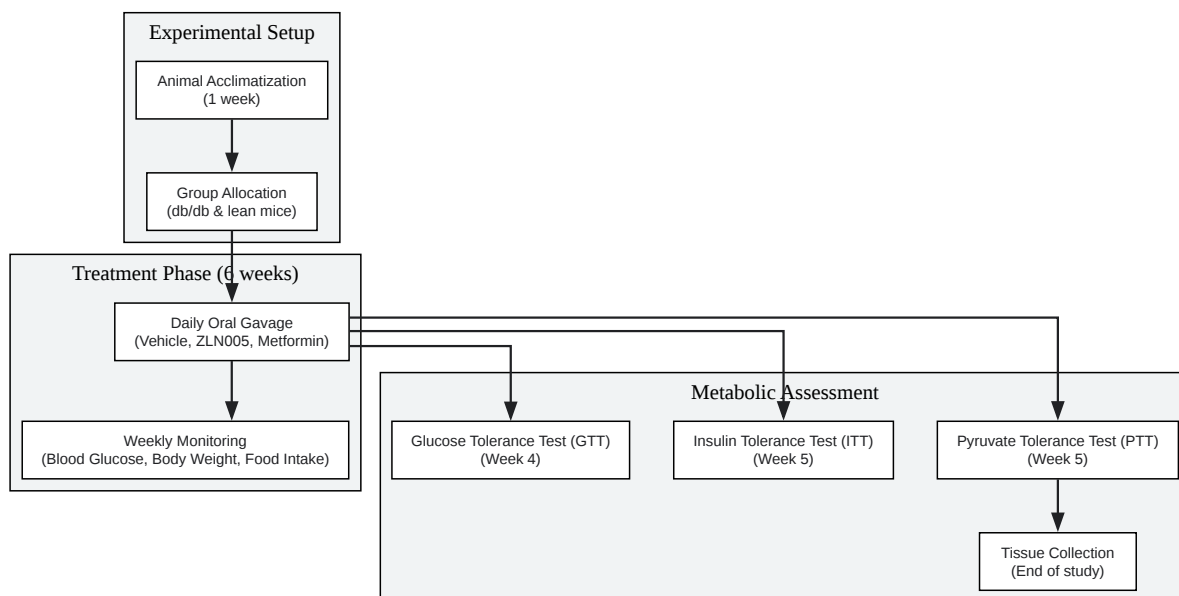 Experimental Setup
Animal Acclimatization
(1 week)
Group Allocation
(db/db & lean mice)
Treatment Phase (6 weeks)
Daily Oral Gavage
(Vehicle, ZLN005, Metformin)
Weekly Monitoring
(Blood Glucose, Body Weight, Food Intake)
Metabolic Assessment
Glucose Tolerance Test (GTT)
(Week 4)
Insulin Tolerance Test (ITT)
(Week 5)
Pyruvate Tolerance Test (PTT)
(Week 5)
Tissue Collection
(End of study)